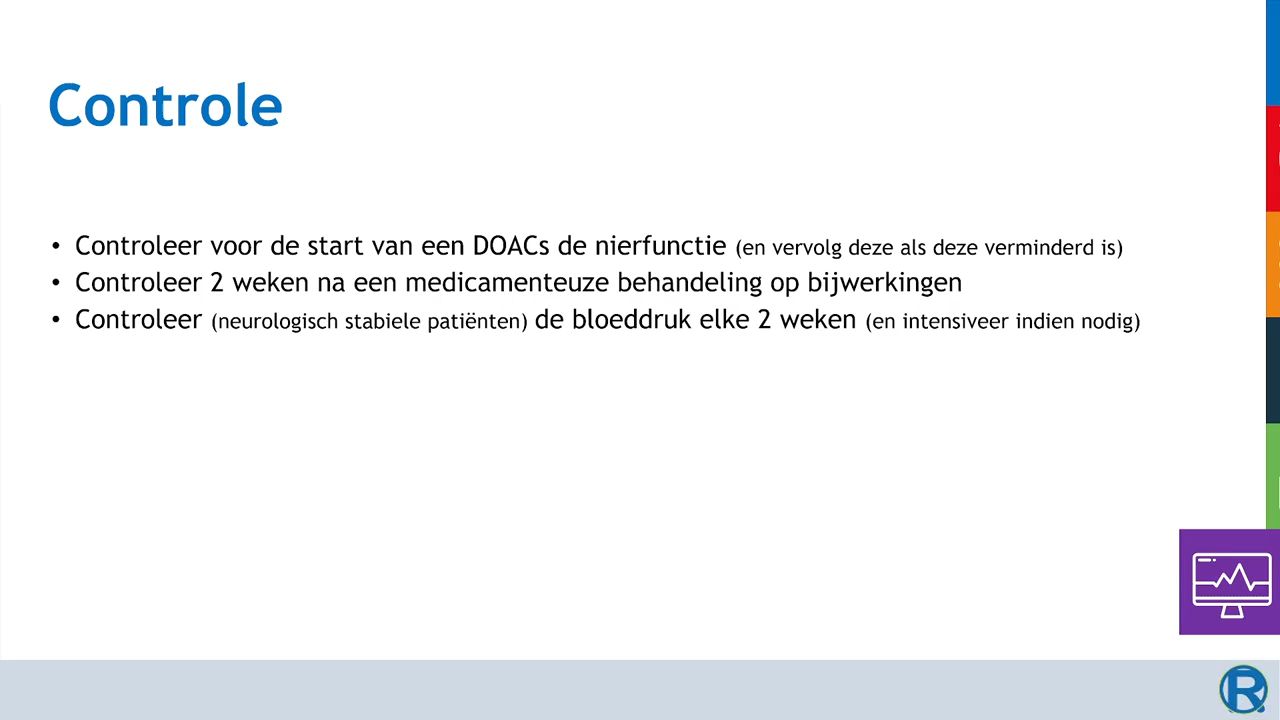 Controle
• Controleer voor de start van een DOACs de nierfunctie (en vervolg deze als deze verminderd is)
• Controleer 2 weken na een medicamenteuze behandeling op bijwerkingen
• Controleer (neurologisch stabiele patiënten) de bloeddruk elke 2 weken (en intensiveer indien nodig)
R